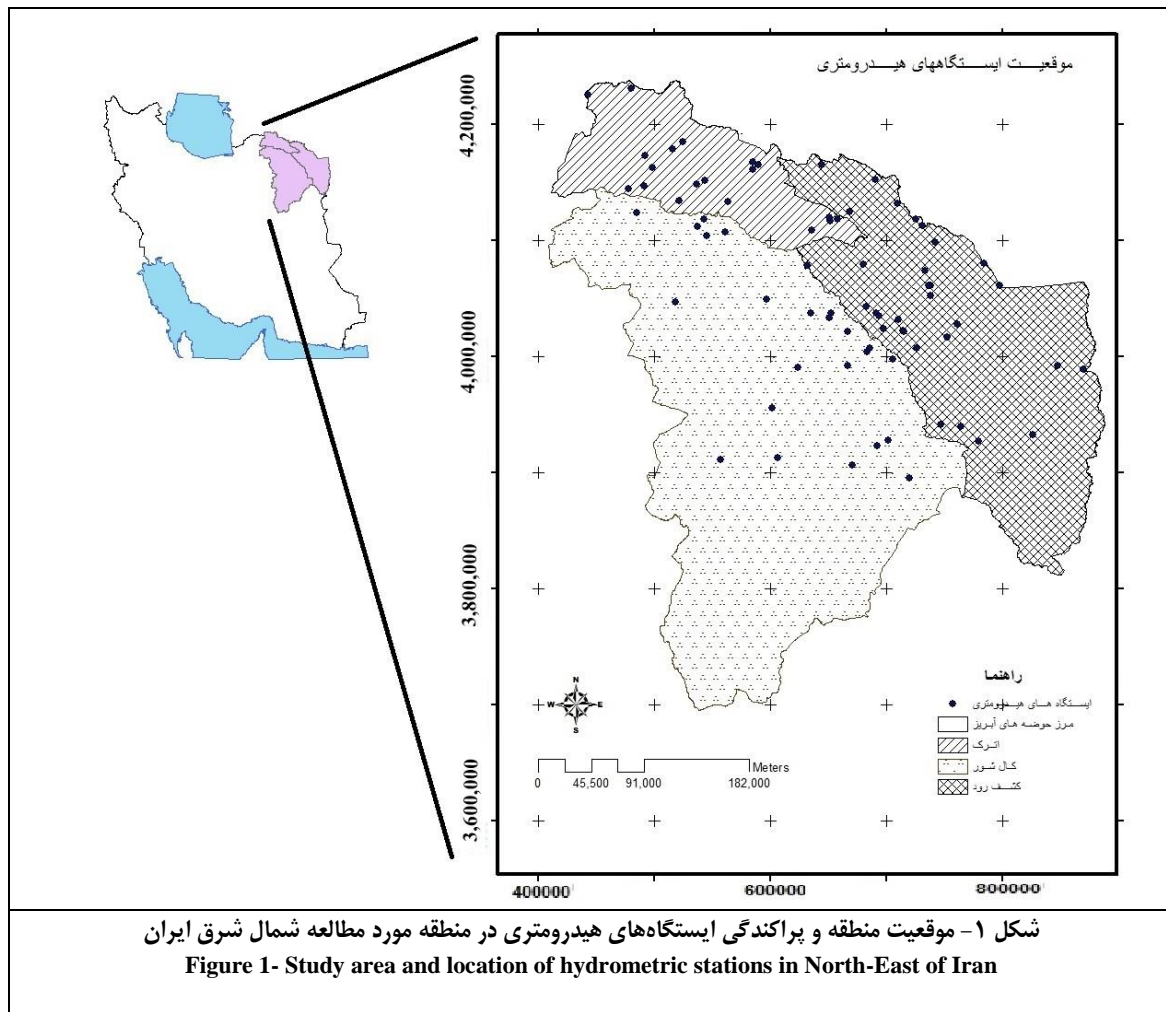 موقعیت ایستگاههای هیدرومتری
4,200,000
4,000,000
3,800,000
3,600,000
N
W E
S
راهنما
ایستگاه های هیدرومتری
مرز حوضه های آبریز
اترک
کال شور
کشف رود
Meters
0 45,500 91,000 182,000
400000 600000 800000
شکل ۱- موقعیت منطقه و پراکندگی ایستگاه‌های هیدرومتری در منطقه مورد مطالعه شمال شرق ایران
Figure 1- Study area and location of hydrometric stations in North-East of Iran